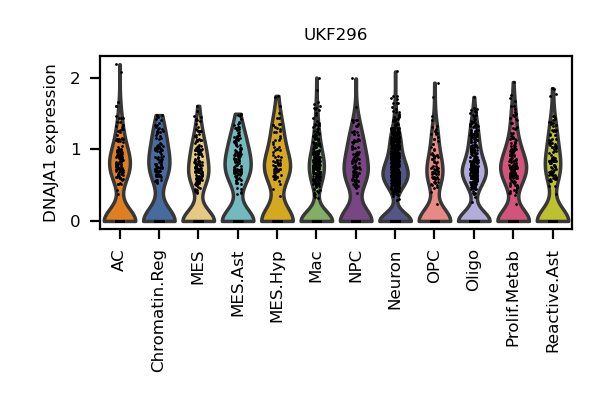 UKF296
DNAJA1 expression
2
1
0
AC
Chromatin.Reg
MES
MES.Ast
MES.Hyp
Mac
NPC
Neuron
OPC
Oligo
Prolif.Metab
Reactive.Ast